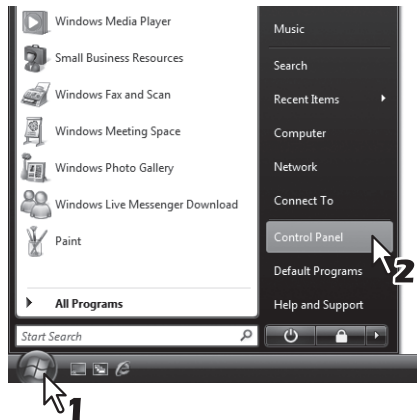 Windows Media Player
Small Business Resources
Windows Fax and Scan
Windows Meeting Space
Windows Photo Gallery
Windows Live Messenger Download
Paint
All Programs
Start Search
Music
Search
Recent Items
Computer
Network
Connect To
Control Panel
2
Default Programs
Help and Support
1